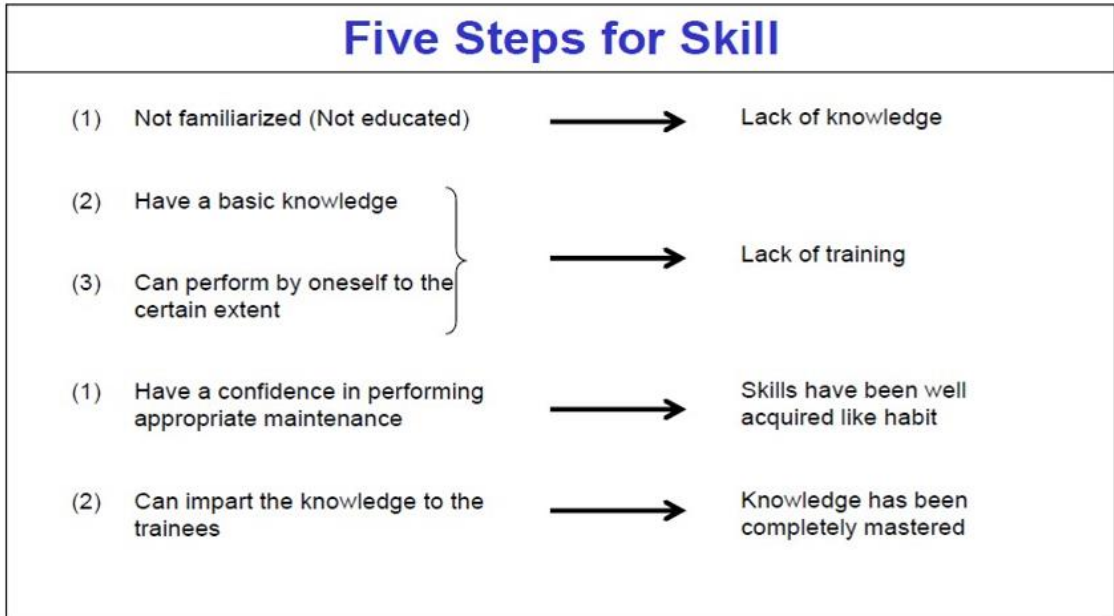 Five Steps for Skill
(1) Not familiarized (Not educated)
Lack of knowledge
(2) Have a basic knowledge
(3) Can perform by oneself to the
certain extent
Lack of training
(1) Have a confidence in performing
appropriate maintenance
Skills have been well
acquired like habit
(2) Can impart the knowledge to the
trainees
Knowledge has been
completely mastered